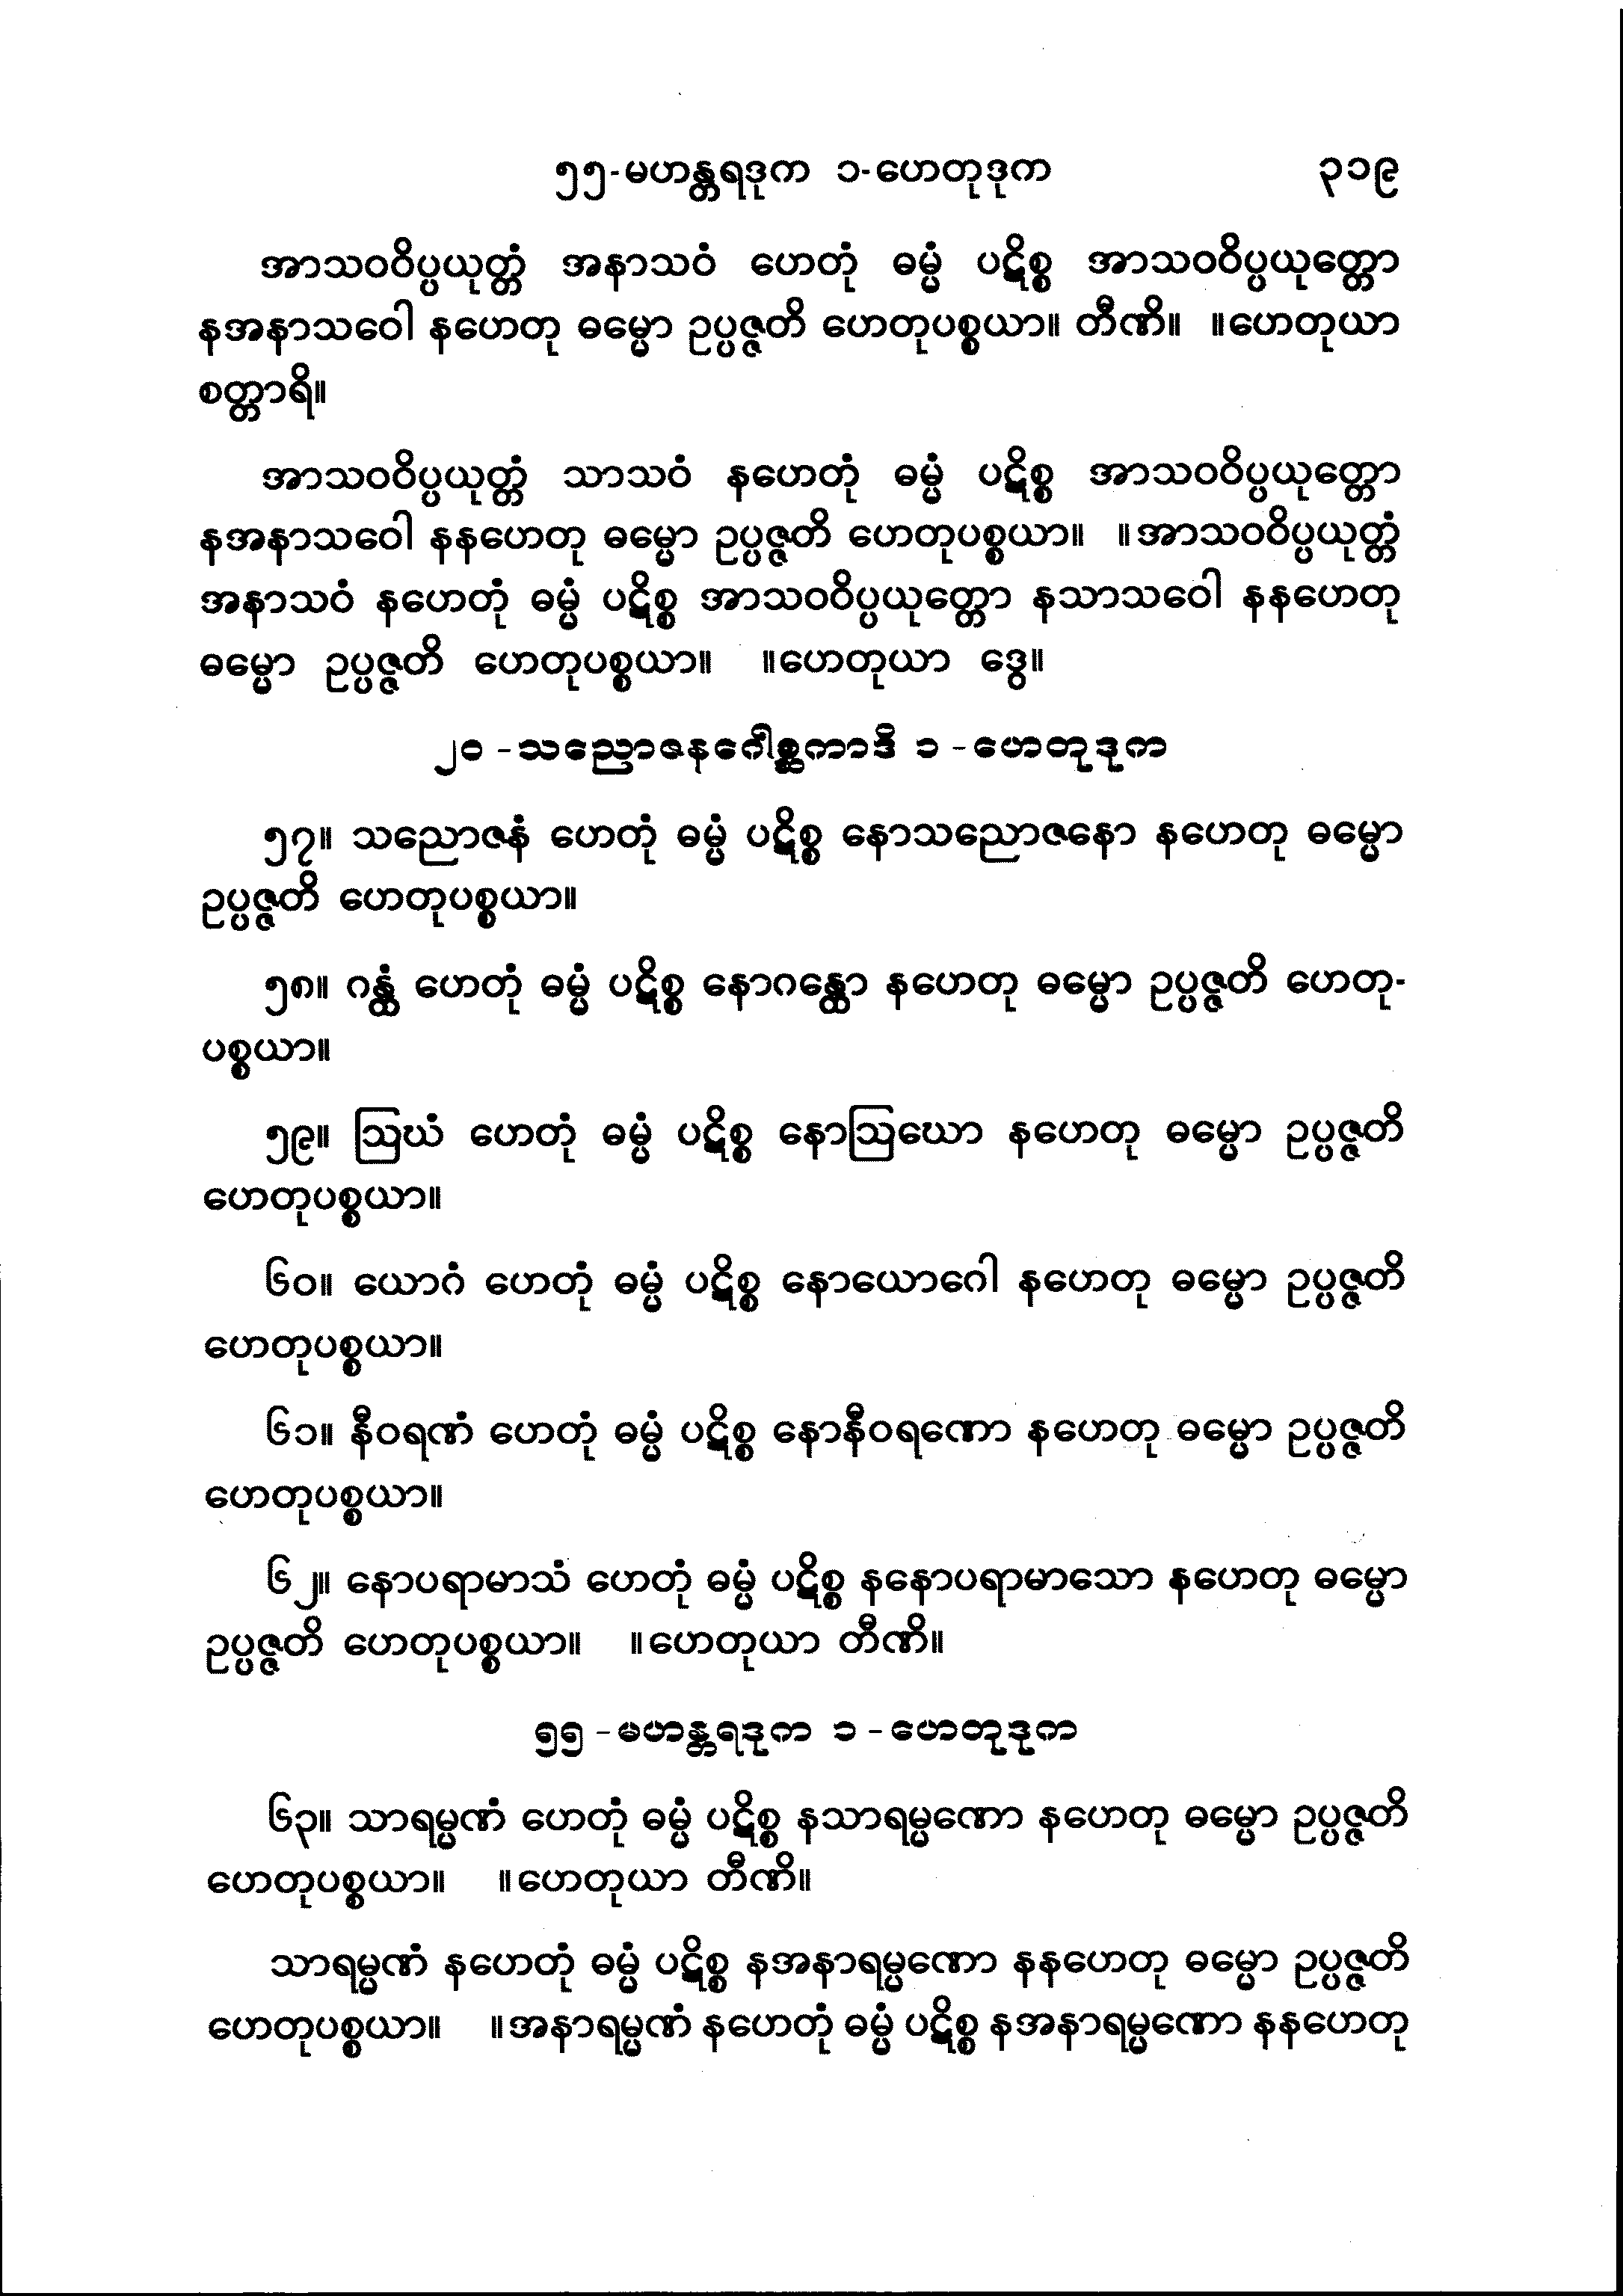 ၅၅-မဟန္တရဒုက ၁-ဟေတုဒုက ၃၁၉
အာသဝဝိပ္ပယုတ္တံ အနာသဝံ ဟေတုံ ဓမ္မံ ပဋိစ္စ အာသဝဝိပ္ပယုတ္တော
နအနာသဝေါ နဟေတု ဓမ္မော ဥပ္ပဇ္ဇတိ ဟေတုပစ္စယာ။ တီဏိ။ ။ဟေတုယာ
စတ္တာရိ။
အာသဝဝိပ္ပယုတ္တံ သာသဝံ နဟေတုံ ဓမ္မံ ပဋိစ္စ အာသဝဝိပ္ပယုတ္တော
နအနာသဝေါ နနဟေတု ဓမ္မော ဥပ္ပဇ္ဇတိ ဟေတုပစ္စယာ။ ။အာသဝဝိပ္ပယုတ္တံ
အနာသဝံ နဟေတုံ ဓမ္မံ ပဋိစ္စ အာသဝဝိပ္ပယုတ္တော နသာသဝေါ နနဟေတု
ဓမ္မော ဥပ္ပဇ္ဇတိ ဟေတုပစ္စယာ။ ။ဟေတုယာ ဒွေ။
၂၀-သညောဇနဂေါစ္ဆကာဒိ ၁-ဟေတုဒုက
၅၇။ သညောဇနံ ဟေတုံ ဓမ္မံ ပဋိစ္စ နောသညောဇနော နဟေတု ဓမ္မော
ဥပ္ပဇ္ဇတိ ဟေတုပစ္စယာ။
၅၈။ ဂန္ထံ ဟေတုံ ဓမ္မံ ပဋိစ္စ နောဂန္ထော နဟေတု ဓမ္မော ဥပ္ပဇ္ဇတိ ဟေတု-
ပစ္စယာ။
၅၉။ ဩဃံ ဟေတုံ ဓမ္မံ ပဋိစ္စ နောဩဃော နဟေတု ဓမ္မော ဥပ္ပဇ္ဇတိ
ဟေတုပစ္စယာ။
၆၀။ ယောဂံ ဟေတုံ ဓမ္မံ ပဋိစ္စ နောယောဂေါ နဟေတု ဓမ္မော ဥပ္ပဇ္ဇတိ
ဟေတုပစ္စယာ။
၆၁။ နီဝရဏံ ဟေတုံ ဓမ္မံ ပဋိစ္စ နောနီဝရဏော နဟေတု ဓမ္မော ဥပ္ပဇ္ဇတိ
ဟေတုပစ္စယာ။
၆၂။ နောပရာမာသံ ဟေတုံ ဓမ္မံ ပဋိစ္စ နနောပရာမာသော နဟေတု ဓမ္မော
ဥပ္ပဇ္ဇတိ ဟေတုပစ္စယာ။ ။ဟေတုယာ တီဏိ။
၅၅-မဟန္တရဒုက ၁-ဟေတုဒုက
၆၃။ သာရမ္မဏံ ဟေတုံ ဓမ္မံ ပဋိစ္စ နသာရမ္မဏော နဟေတု ဓမ္မော ဥပ္ပဇ္ဇတိ
ဟေတုပစ္စယာ။ ။ဟေတုယာ တီဏိ။
သာရမ္မဏံ နဟေတုံ ဓမ္မံ ပဋိစ္စ နအနာရမ္မဏော နနဟေတု ဓမ္မော ဥပ္ပဇ္ဇတိ
ဟေတုပစ္စယာ။ ။အနာရမ္မဏံ နဟေတုံ ဓမ္မံ ပဋိစ္စ နအနာရမ္မဏော နနဟေတု